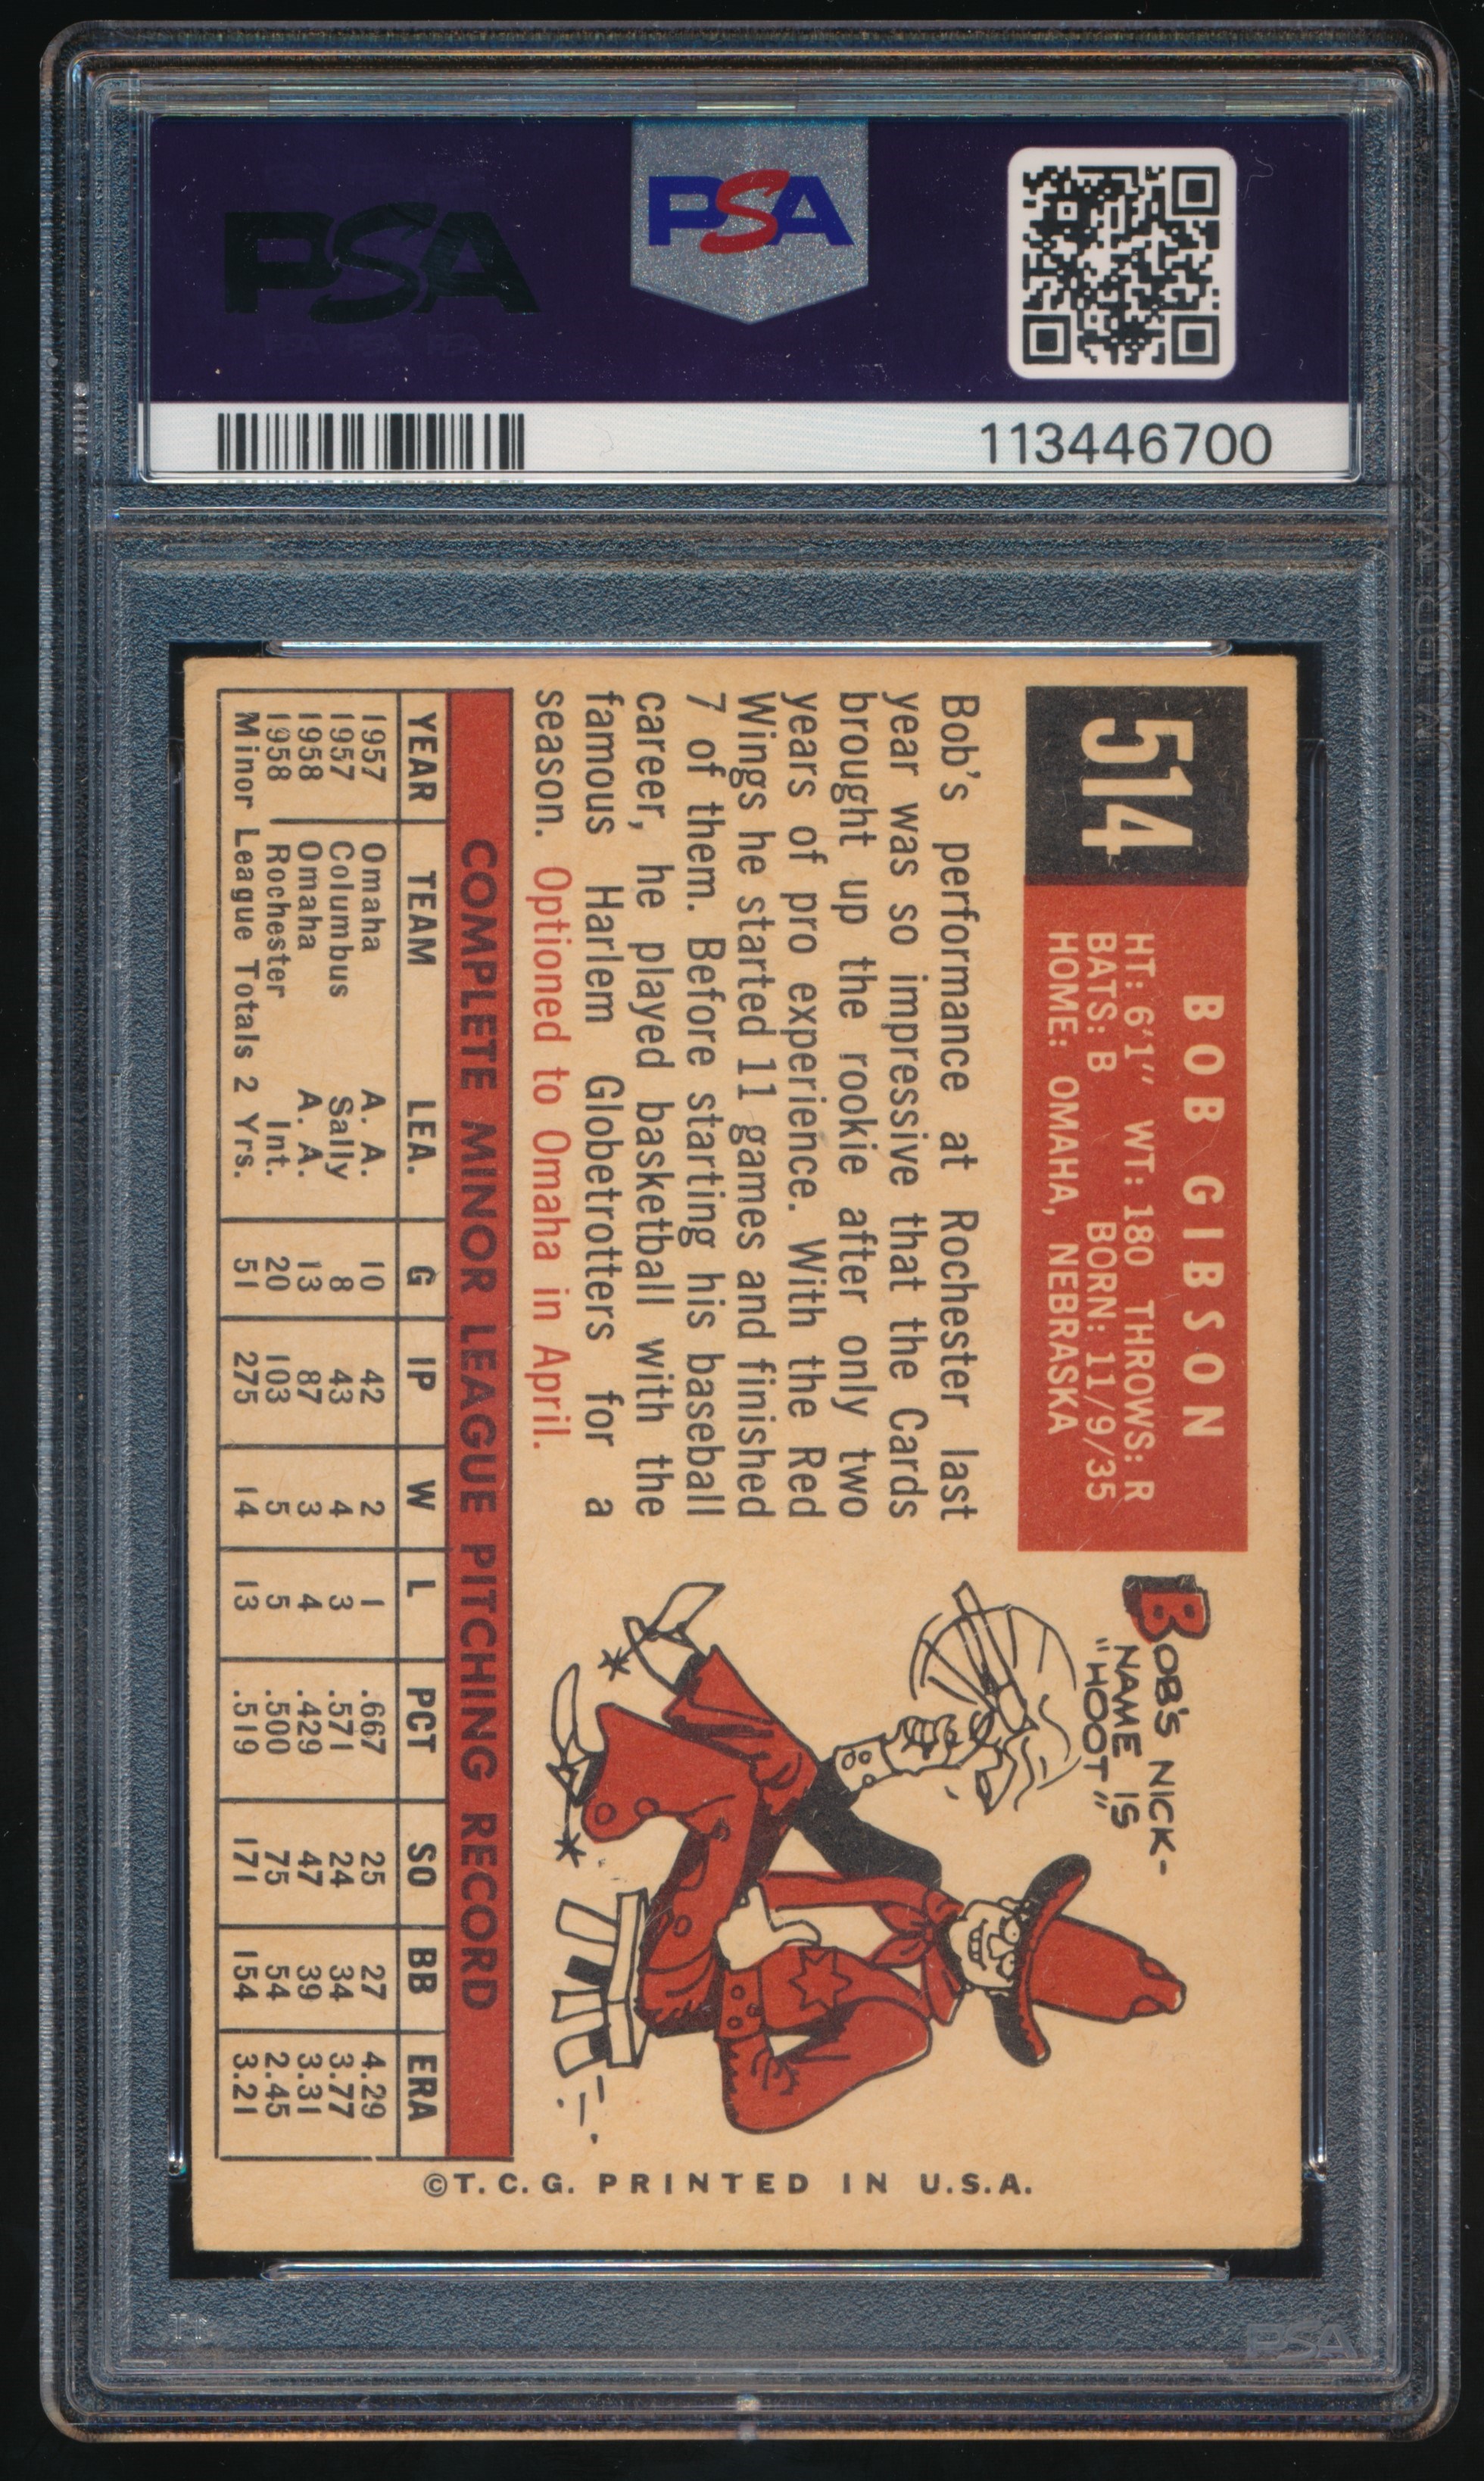 PSA
PSA
113446700
514
BOB GIBSON
HT: 6'1" WT: 180 THROWS: R
BATS: B BORN: 11/9/35
HOME: OMAHA, NEBRASKA
Bob's performance at Rochester last
year was so impressive that the Cards
brought up the rookie after only two
years of pro experience. With the Red
Wings he started 11 games and finished
7 of them. Before starting his baseball
career, he played basketball with the
famous Harlem Globetrotters for a
season. Optioned to Omaha in April.
BOB'S NICK-
NAME IS
"HOOT"
COMPLETE MINOR LEAGUE PITCHING RECORD
YEAR TEAM LEA. G IP W L PCT SO BB ERA
1957 Omaha A. A. 10 42 2 1 .667 25 27 4.29
1957 Columbus Sally 8 43 4 3 .571 24 34 3.77
1958 Omaha A. A. 13 87 3 4 .429 47 39 3.31
1958 Rochester Int. 20 103 5 5 .500 75 54 2.45
Minor League Totals 2 Yrs. 51 275 14 13 .519 171 154 3.21
©T.C.G. PRINTED IN U.S.A.
PSA